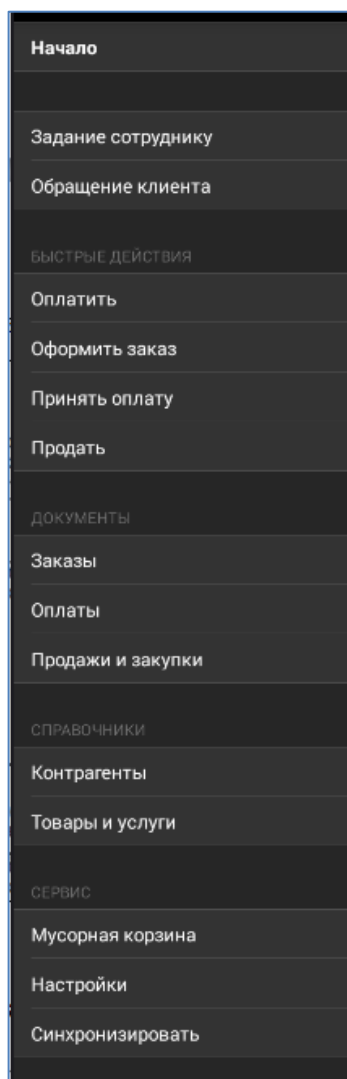 Начало
Задание сотруднику
Обращение клиента
БЫСТРЫЕ ДЕЙСТВИЯ
Оплатить
Оформить заказ
Принять оплату
Продать
ДОКУМЕНТЫ
Заказы
Оплаты
Продажи и закупки
СПРАВОЧНИКИ
Контрагенты
Товары и услуги
СЕРВИС
Мусорная корзина
Настройки
Синхронизировать